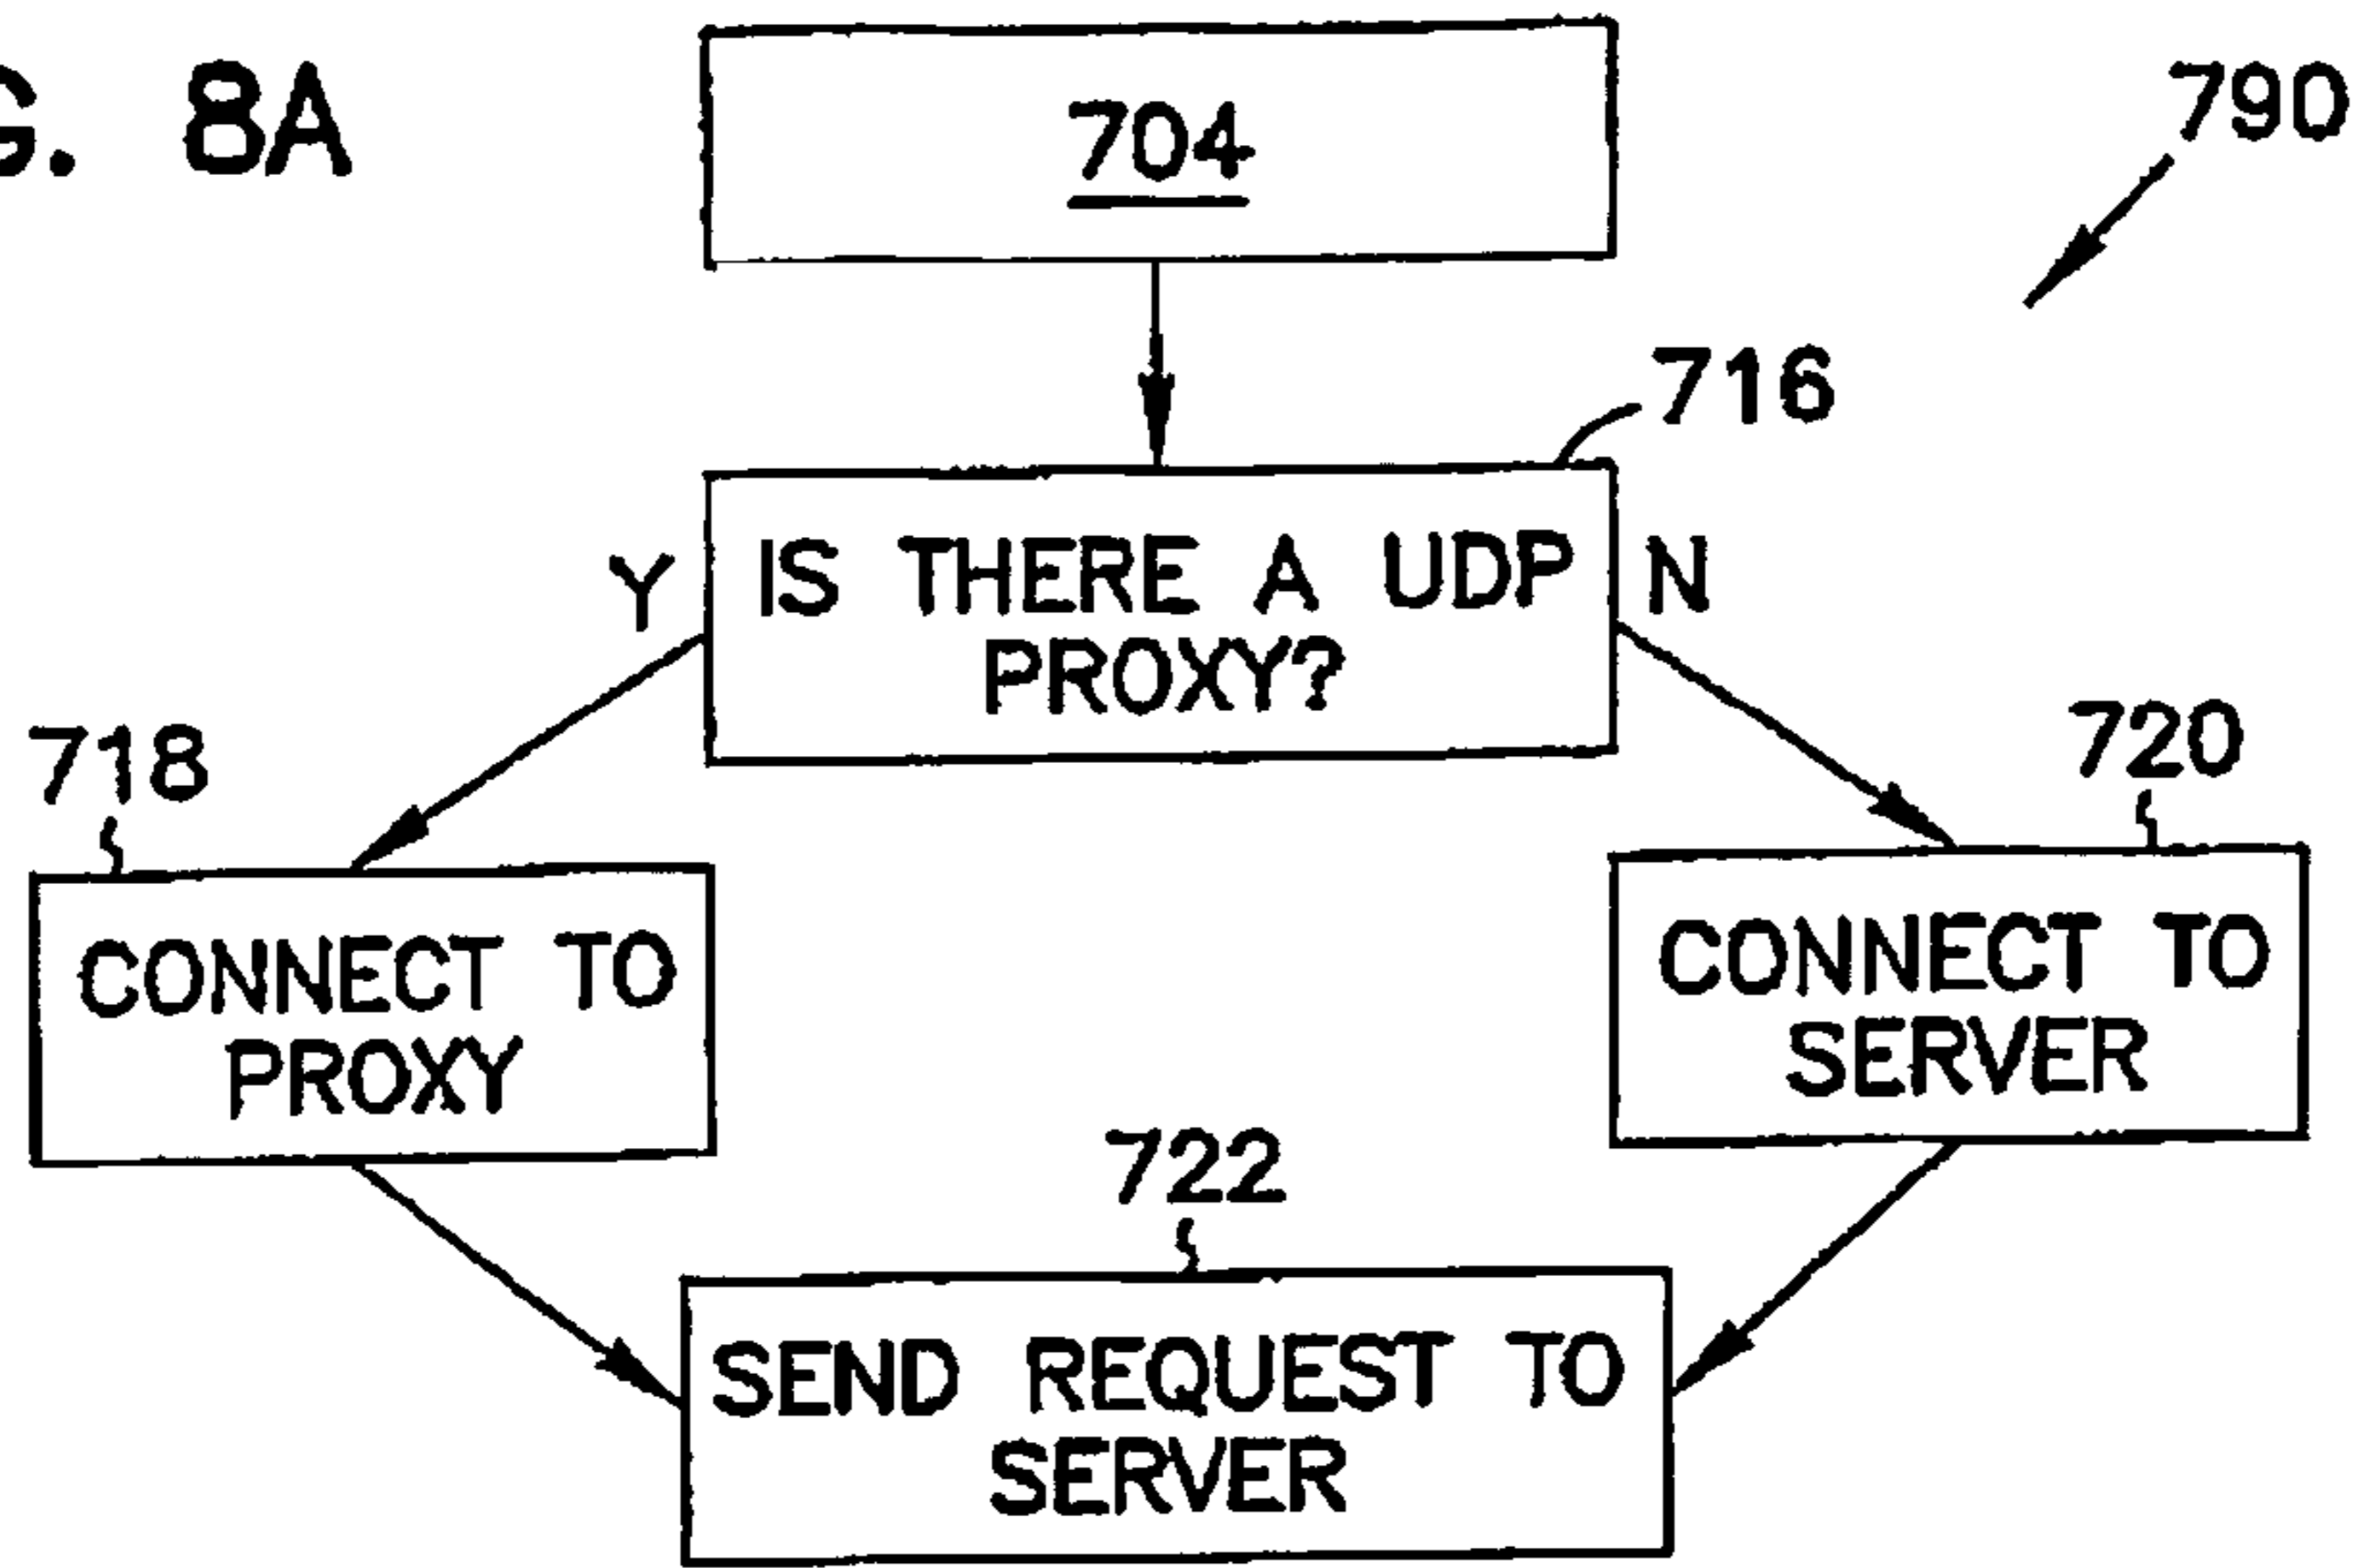 G. 8A
704
790
716
Y
IS THERE A UDP
PROXY?
N
718
720
CONNECT TO
PROXY
CONNECT TO
SERVER
722
SEND REQUEST TO
SERVER